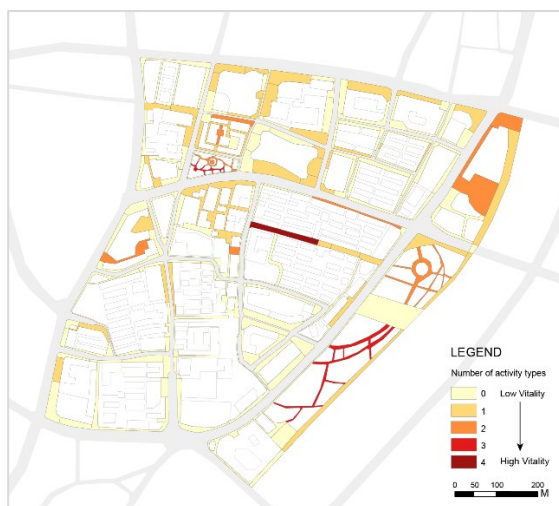 LEGEND
Number of activity types
0 Low Vitality
1
2
3
4 High Vitality
0 50 100 200
M